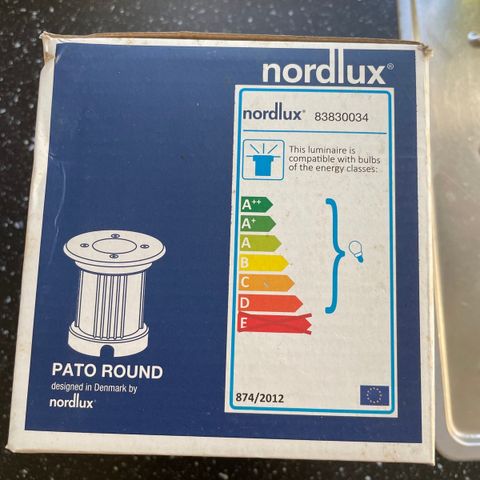 nordlux®
nordlux® 83830034
This luminaire is
compatible with bulbs
of the energy classes:
A++
A+
A
B
C
D
E
874/2012
PATO ROUND
designed in Denmark by
nordlux®